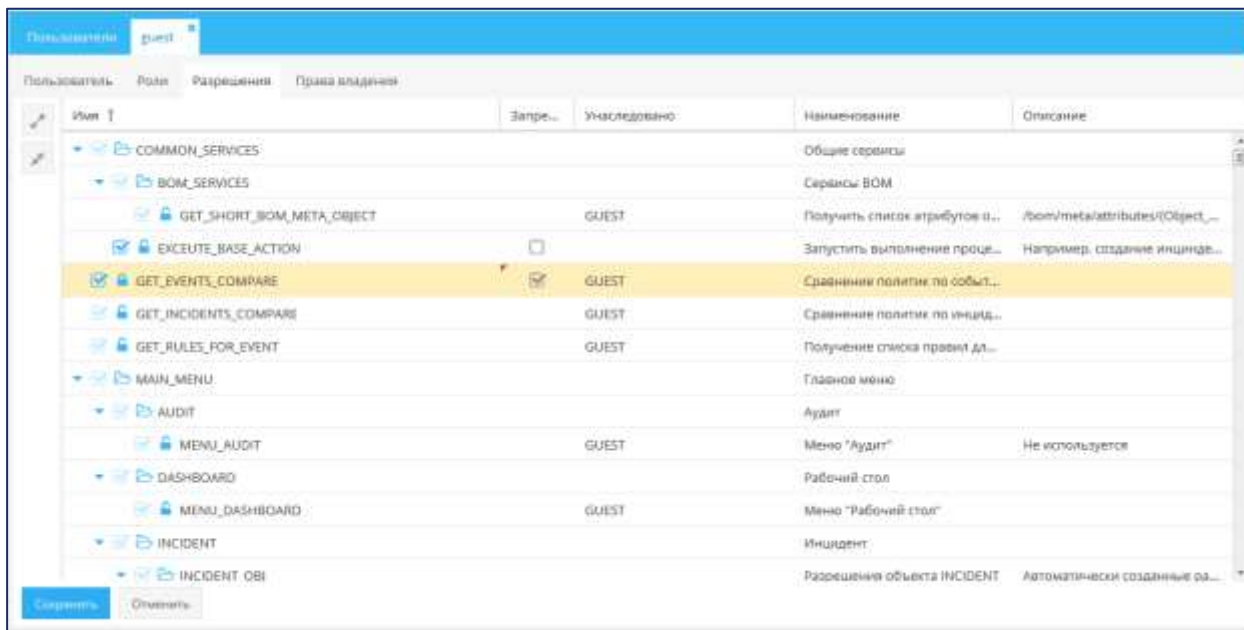 Пользователи guest
Пользователь Роли Разрешения Права владения
Имя Запре... Унаследовано Наименование Описание
COMMON_SERVICES Общие сервисы
BOM_SERVICES Сервисы BOM
GET_SHORT_BOM_META_OBJECT GUEST Получить список атрибутов о... /bom/meta/attributes/(Object_...
EXCEUTE_BASE_ACTION Запустить выполнение проце... Например, создание инцинде...
GET_EVENTS_COMPARE GUEST Сравнение политик по событ...
GET_INCIDENTS_COMPARE GUEST Сравнение политик по инцид...
GET_RULES_FOR_EVENT GUEST Получение списка правил дл...
MAIN_MENU Главное меню
AUDIT Аудит
MENU_AUDIT GUEST Меню "Аудит" Не используется
DASHBOARD Рабочий стол
MENU_DASHBOARD GUEST Меню "Рабочий стол"
INCIDENT Инцидент
INCIDENT_OBJ Разрешения объекта INCIDENT Автоматически созданные ра...
Сохранить Отменить